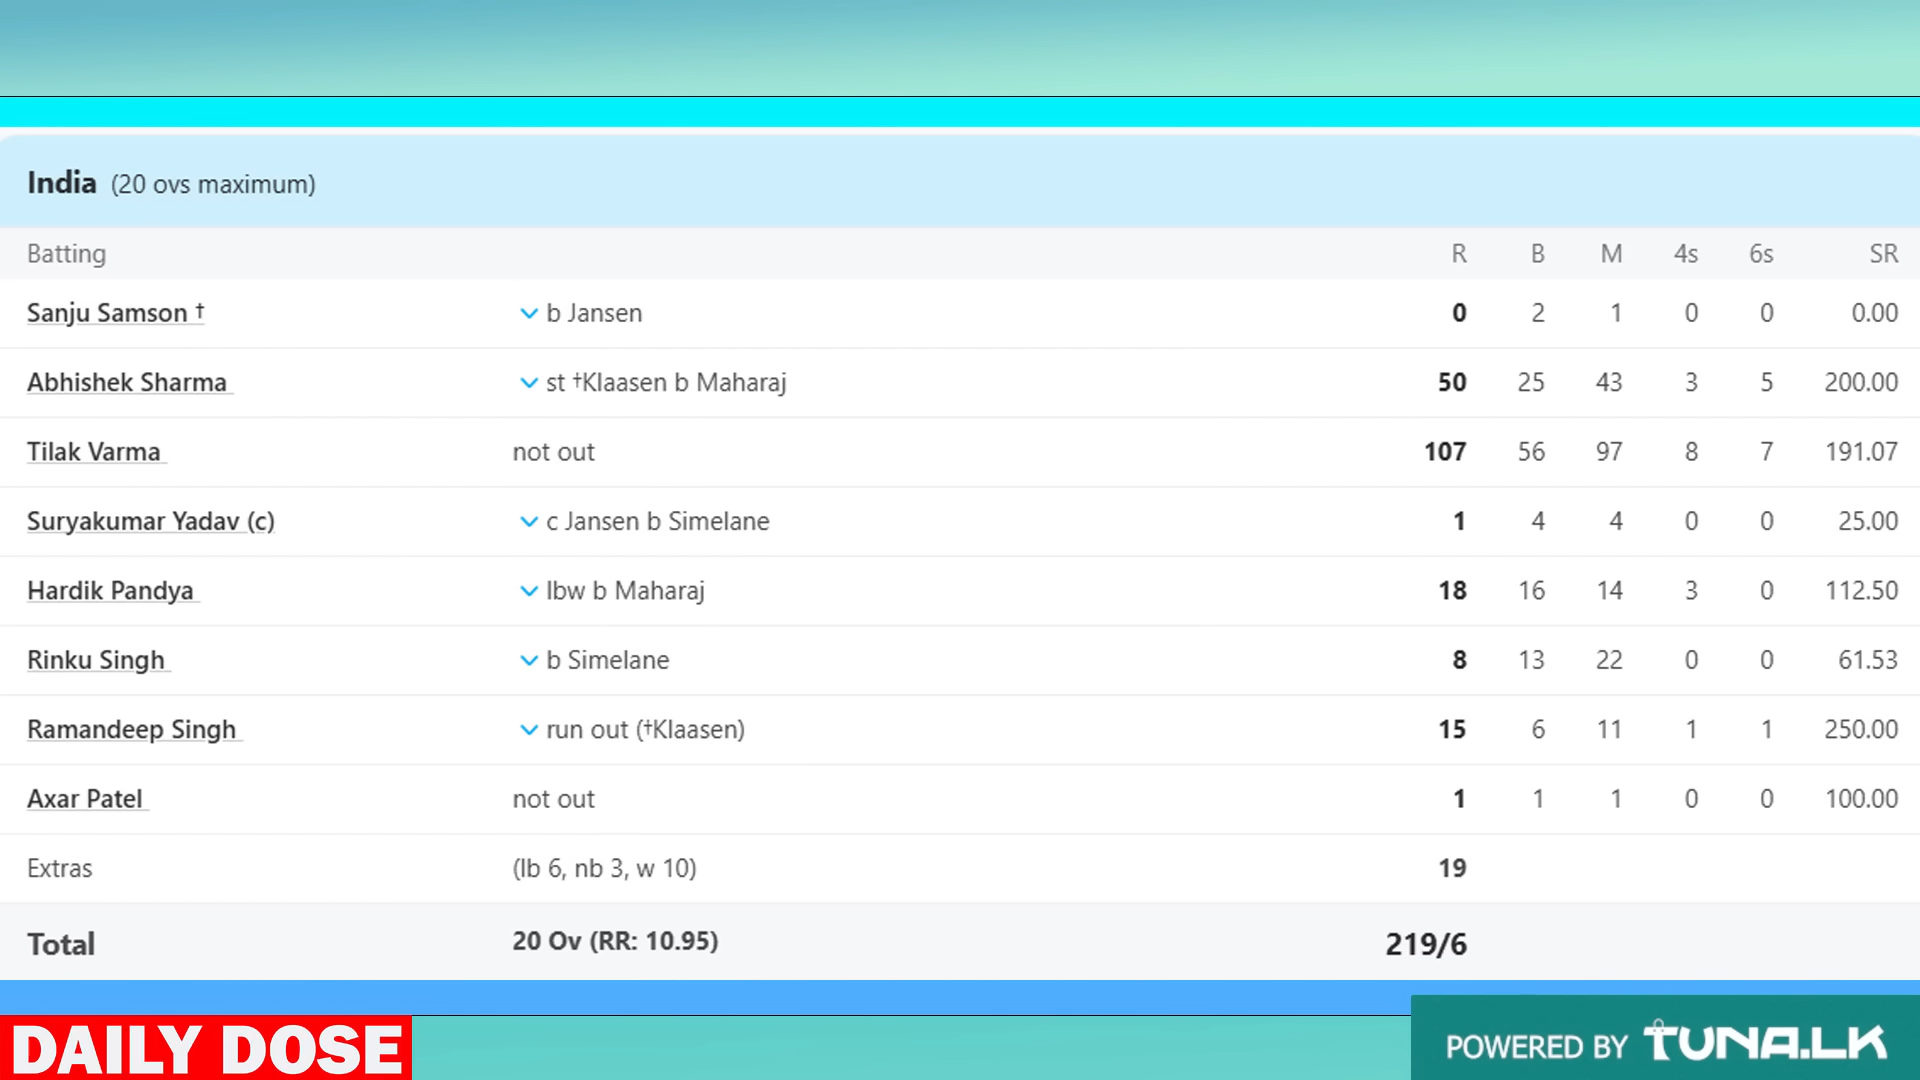 India (20 ovs maximum)
Batting R B M 4s 6s SR
Sanju Samson † b Jansen 0 2 1 0 0 0.00
Abhishek Sharma st †Klaasen b Maharaj 50 25 43 3 5 200.00
Tilak Varma not out 107 56 97 8 7 191.07
Suryakumar Yadav (c) c Jansen b Simelane 1 4 4 0 0 25.00
Hardik Pandya lbw b Maharaj 18 16 14 3 0 112.50
Rinku Singh b Simelane 8 13 22 0 0 61.53
Ramandeep Singh run out (†Klaasen) 15 6 11 1 1 250.00
Axar Patel not out 1 1 1 0 0 100.00
Extras (lb 6, nb 3, w 10) 19
Total 20 Ov (RR: 10.95) 219/6
DAILY DOSE
POWERED BY TUNA.LK